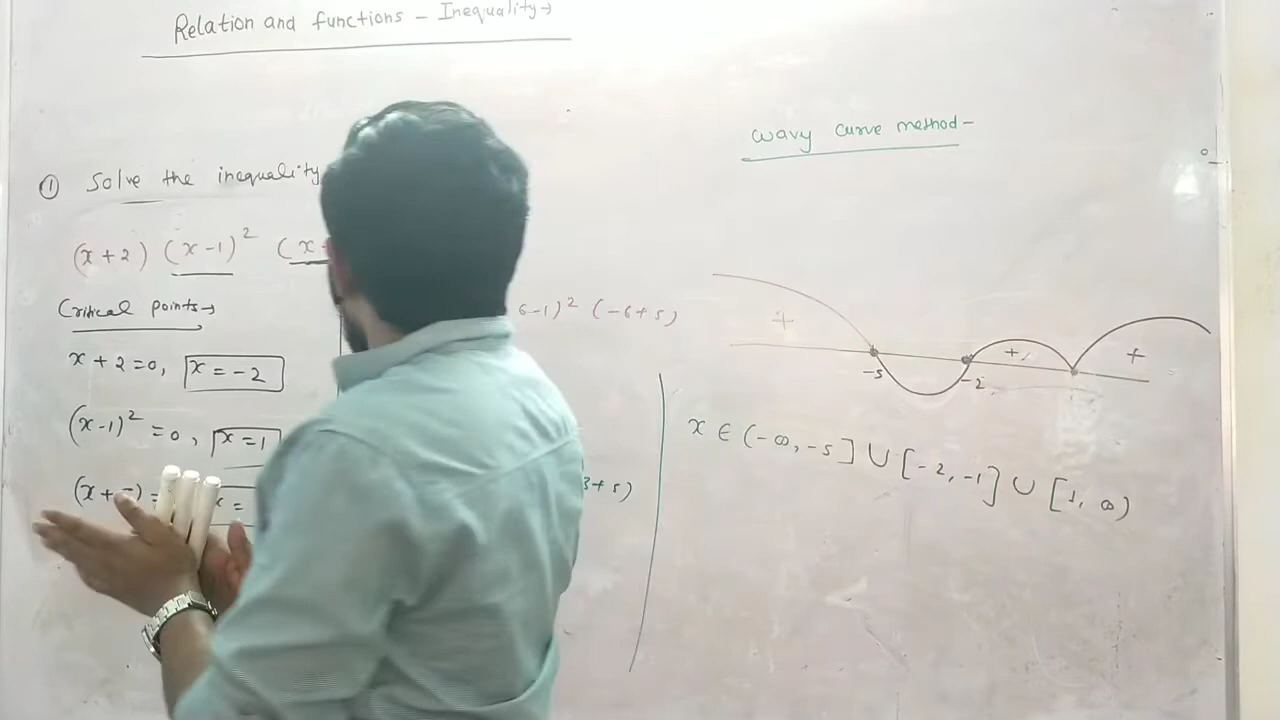 Relation and functions - Inequality →
① Solve the inequality
(x+2) (x-1)² (x+
Critical points →
x+2=0, x=-2
(x-1)²=0, x=1
(x+ ) = x=
6-1)² (-6+5)
3+5)
wavy curve method -
+ + +
-5 -2
x ∈ (-∞, -5] ∪ [-2, -1] ∪ [1, ∞)